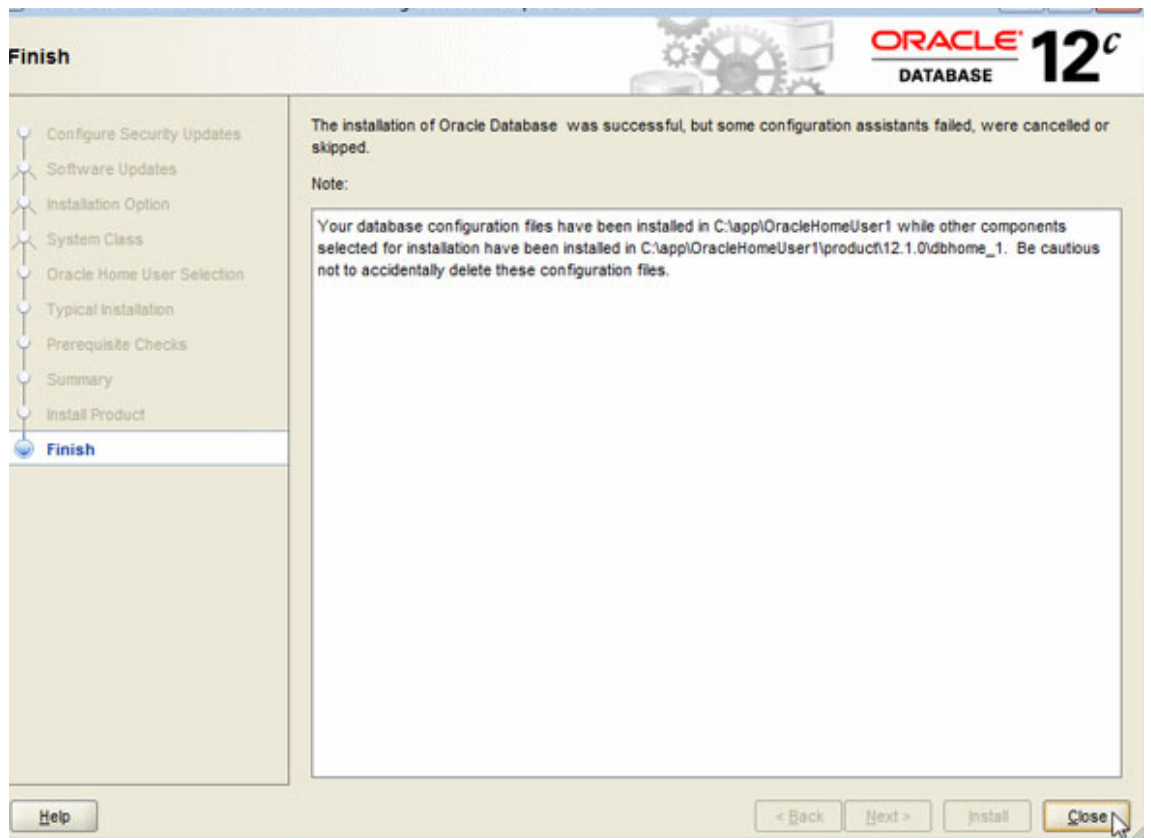 Finish
ORACLE
DATABASE
12c
Configure Security Updates
Software Updates
Installation Option
System Class
Oracle Home User Selection
Typical Installation
Prerequisite Checks
Summary
Install Product
Finish
The installation of Oracle Database was successful, but some configuration assistants failed, were cancelled or
skipped.
Note:
Your database configuration files have been installed in C:\app\OracleHomeUser1 while other components
selected for installation have been installed in C:\app\OracleHomeUser1\product\12.1.0\dbhome_1. Be cautious
not to accidentally delete these configuration files.
Help
< Back
Next >
Install
Close